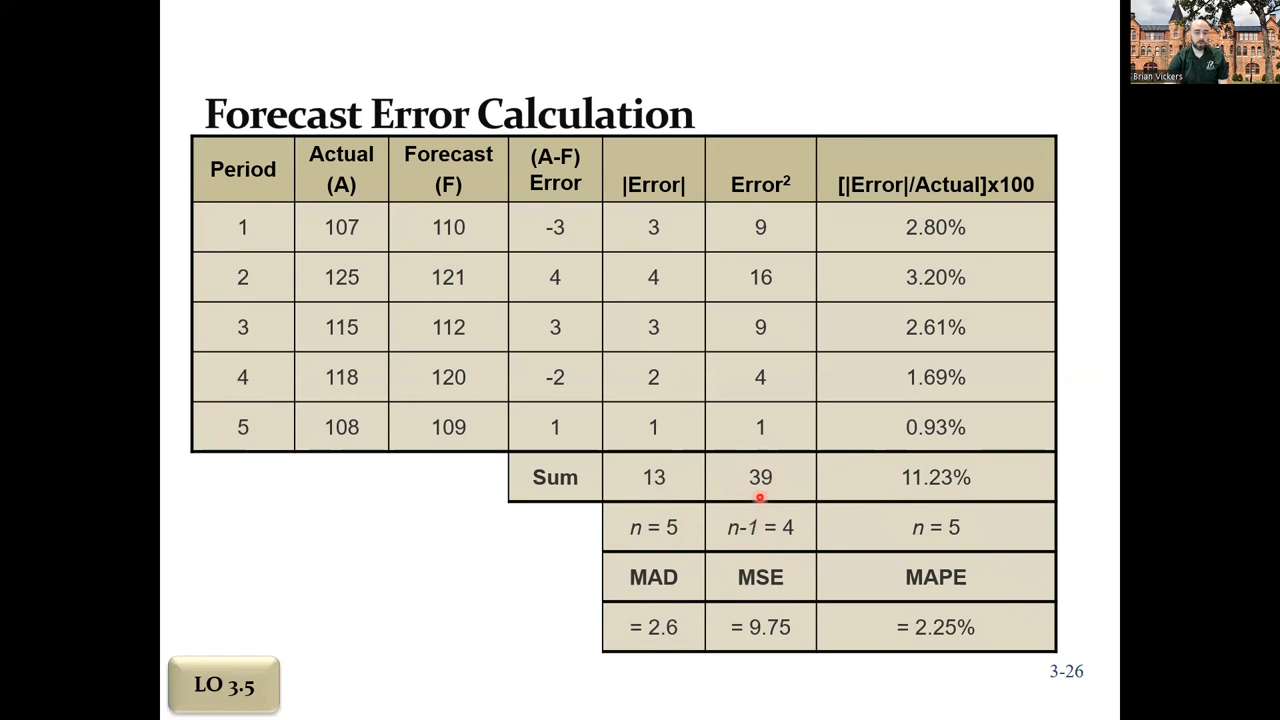 Brian Vickers
Forecast Error Calculation
Period Actual (A) Forecast (F) (A-F) Error |Error| Error² [|Error|/Actual]x100
1 107 110 -3 3 9 2.80%
2 125 121 4 4 16 3.20%
3 115 112 3 3 9 2.61%
4 118 120 -2 2 4 1.69%
5 108 109 1 1 1 0.93%
Sum 13 39 11.23%
n = 5 n-1 = 4 n = 5
MAD MSE MAPE
= 2.6 = 9.75 = 2.25%
LO 3.5
3-26